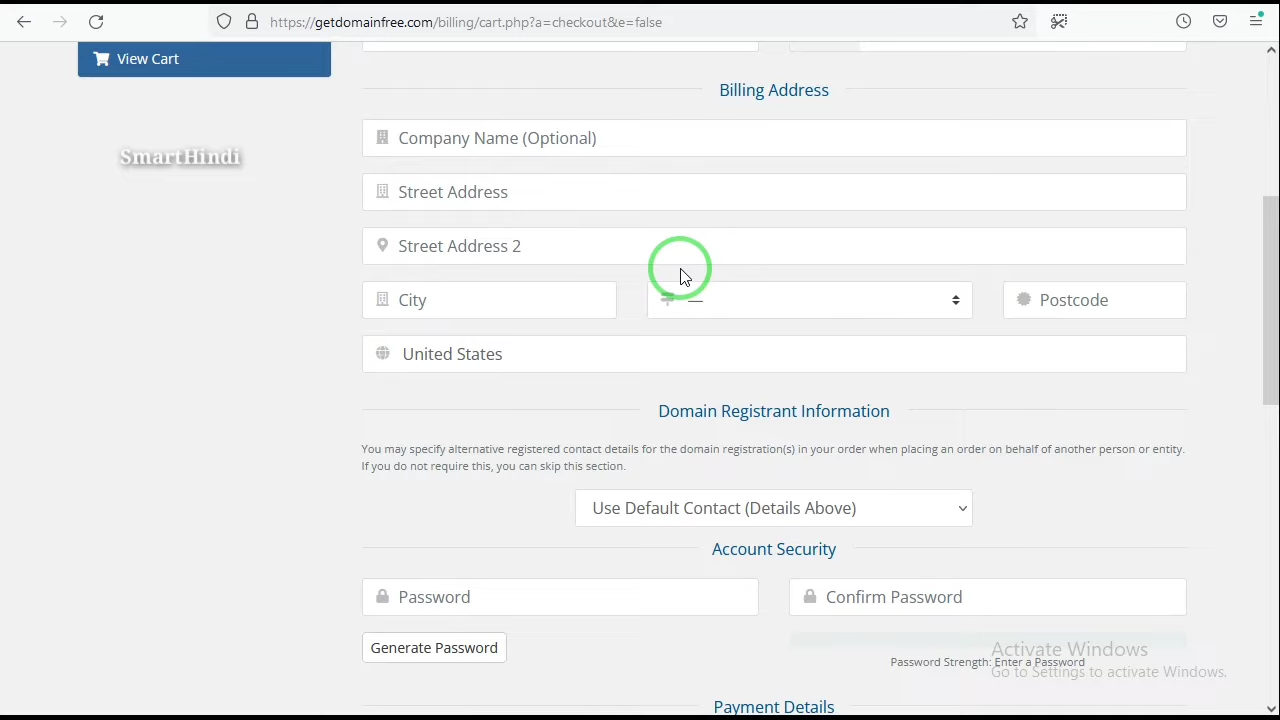 https://getdomainfree.com/billing/cart.php?a=checkout&e=false
View Cart
Billing Address
Company Name (Optional)
SmartHindi
Street Address
Street Address 2
City
—
Postcode
United States
Domain Registrant Information
You may specify alternative registered contact details for the domain registration(s) in your order when placing an order on behalf of another person or entity.
If you do not require this, you can skip this section.
Use Default Contact (Details Above)
Account Security
Password
Confirm Password
Generate Password
Password Strength: Enter a Password
Activate Windows
Go to Settings to activate Windows.
Payment Details